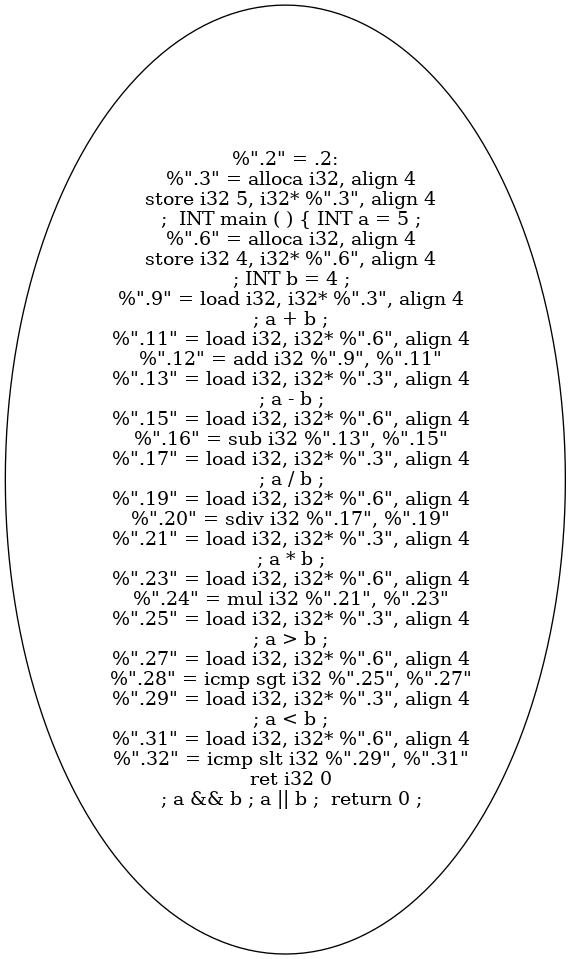 %".2" = .2:
%".3" = alloca i32, align 4
store i32 5, i32* %".3", align 4
;  INT main ( ) { INT a = 5 ;
%".6" = alloca i32, align 4
store i32 4, i32* %".6", align 4
; INT b = 4 ;
%".9" = load i32, i32* %".3", align 4
; a + b ;
%".11" = load i32, i32* %".6", align 4
%".12" = add i32 %".9", %".11"
%".13" = load i32, i32* %".3", align 4
; a - b ;
%".15" = load i32, i32* %".6", align 4
%".16" = sub i32 %".13", %".15"
%".17" = load i32, i32* %".3", align 4
; a / b ;
%".19" = load i32, i32* %".6", align 4
%".20" = sdiv i32 %".17", %".19"
%".21" = load i32, i32* %".3", align 4
; a * b ;
%".23" = load i32, i32* %".6", align 4
%".24" = mul i32 %".21", %".23"
%".25" = load i32, i32* %".3", align 4
; a > b ;
%".27" = load i32, i32* %".6", align 4
%".28" = icmp sgt i32 %".25", %".27"
%".29" = load i32, i32* %".3", align 4
; a < b ;
%".31" = load i32, i32* %".6", align 4
%".32" = icmp slt i32 %".29", %".31"
ret i32 0
; a && b ; a || b ;  return 0 ;